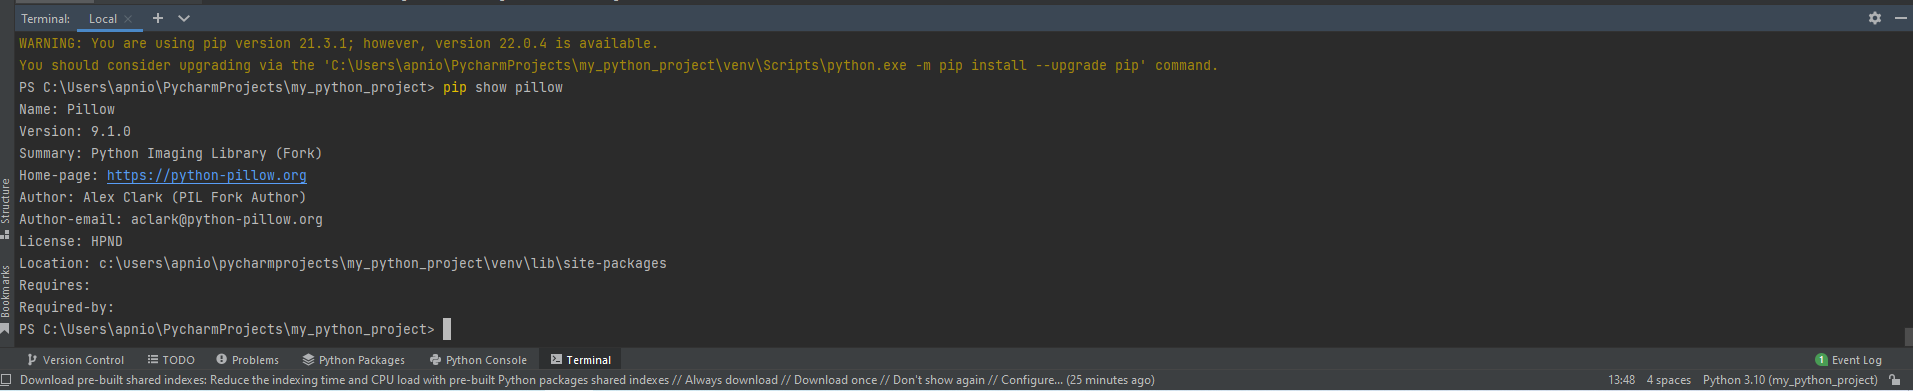 Terminal: Local × +
WARNING: You are using pip version 21.3.1; however, version 22.0.4 is available.
You should consider upgrading via the 'C:\Users\apnio\PycharmProjects\my_python_project\venv\Scripts\python.exe -m pip install --upgrade pip' command.
PS C:\Users\apnio\PycharmProjects\my_python_project> pip show pillow
Name: Pillow
Version: 9.1.0
Summary: Python Imaging Library (Fork)
Home-page: https://python-pillow.org
Author: Alex Clark (PIL Fork Author)
Author-email: aclark@python-pillow.org
License: HPND
Location: c:\users\apnio\pycharmprojects\my_python_project\venv\lib\site-packages
Requires:
Required-by:
PS C:\Users\apnio\PycharmProjects\my_python_project>
Structure
Bookmarks
Version Control TODO Problems Python Packages Python Console Terminal 1 Event Log
Download pre-built shared indexes: Reduce the indexing time and CPU load with pre-built Python packages shared indexes // Always download // Download once // Don't show again // Configure... (25 minutes ago) 13:48 4 spaces Python 3.10 (my_python_project)